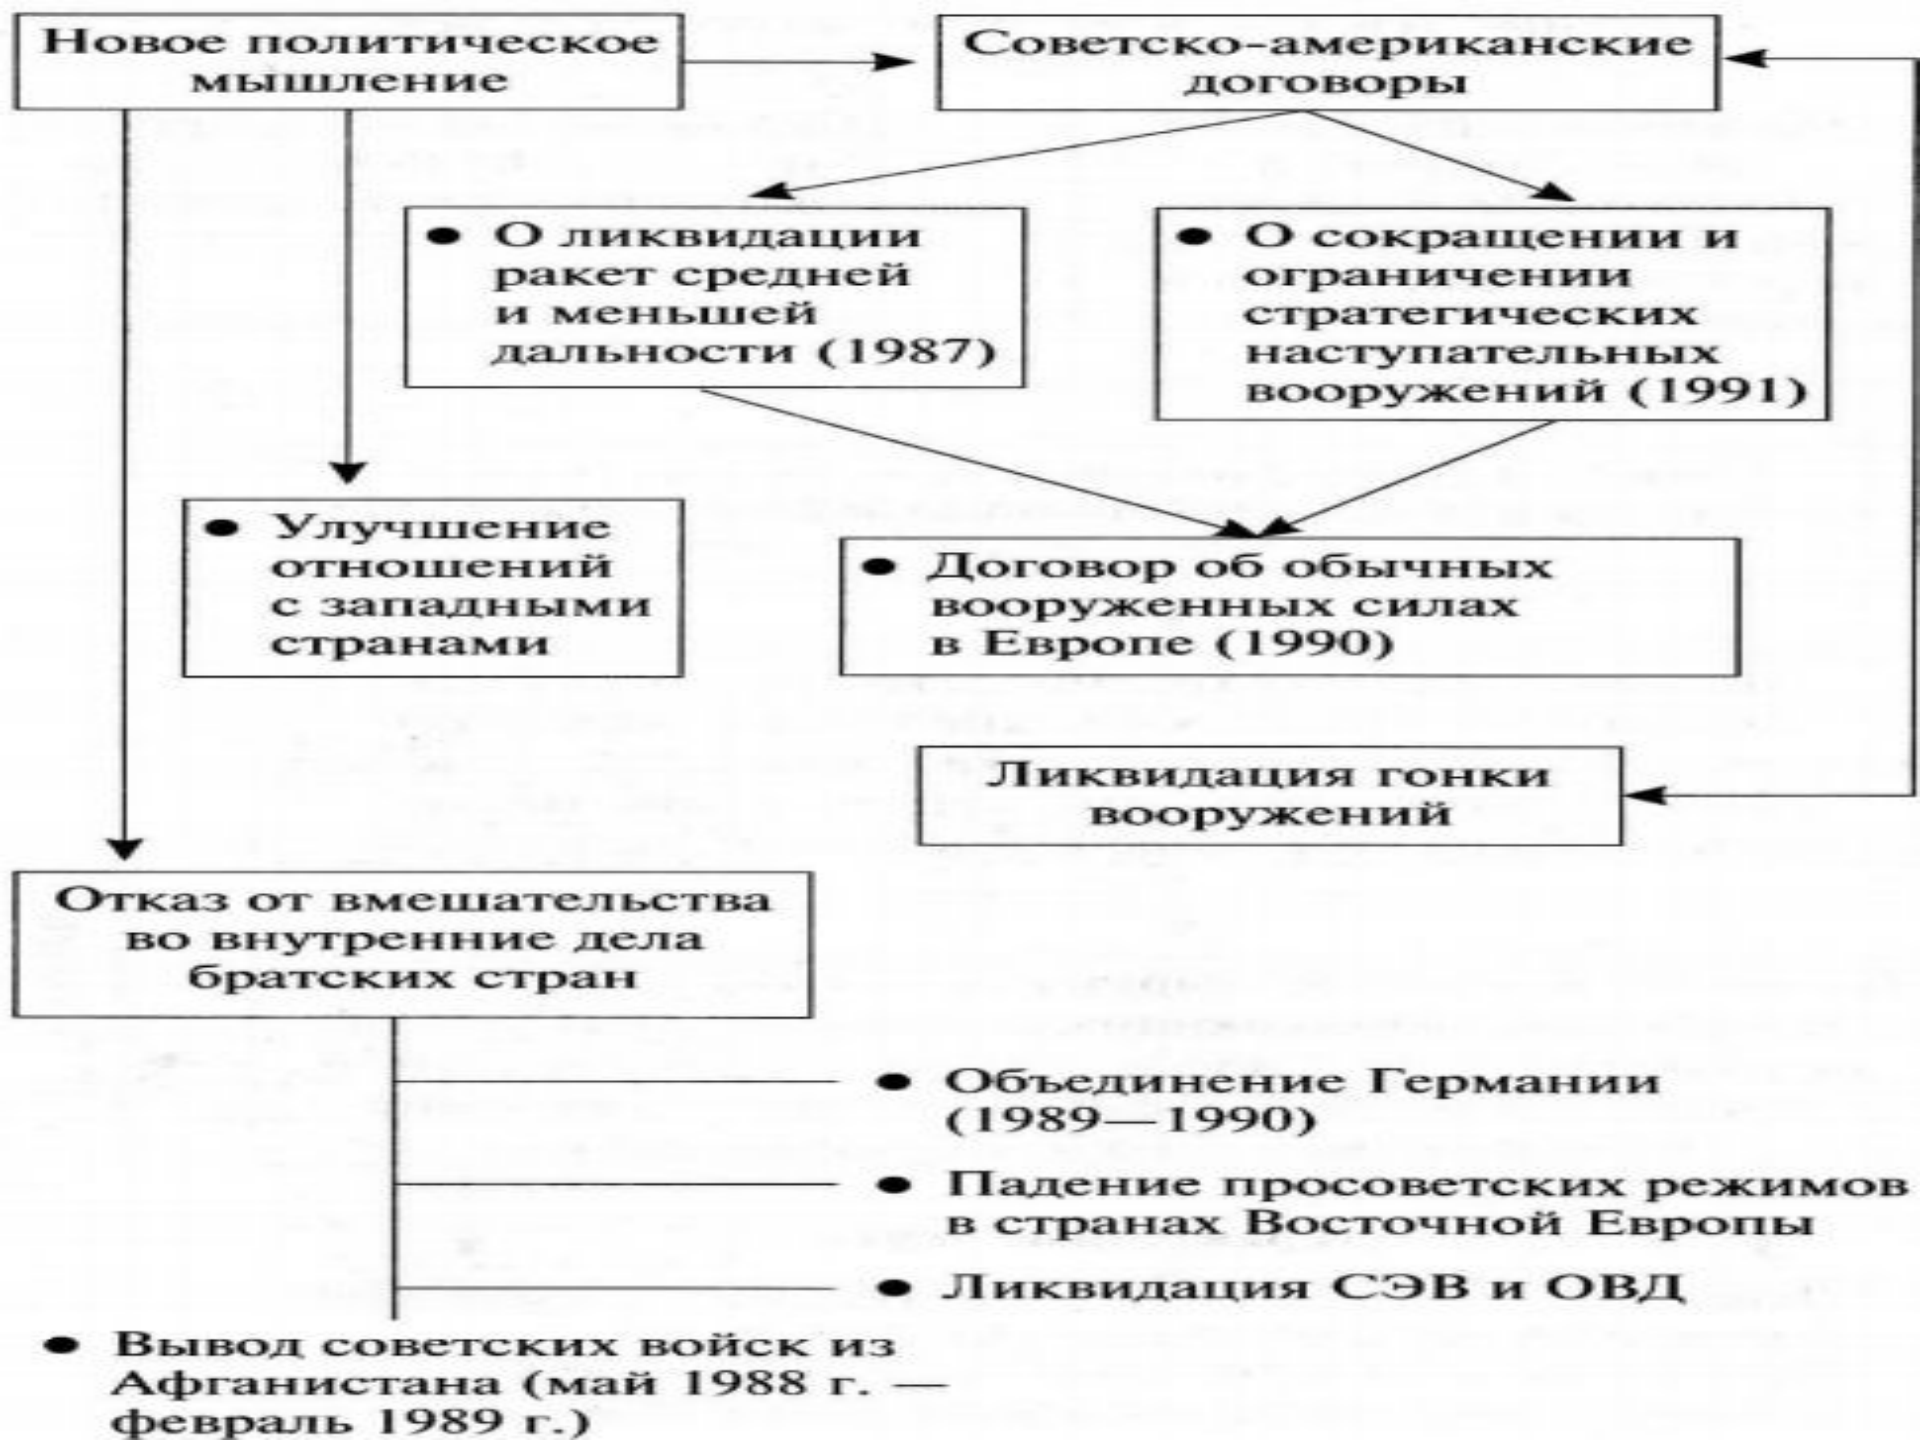 Новое политическое
мышление
Советско-американские
договоры
● О ликвидации
ракет средней
и меньшей
дальности (1987)
● О сокращении и
ограничении
стратегических
наступательных
вооружений (1991)
● Улучшение
отношений
с западными
странами
● Договор об обычных
вооруженных силах
в Европе (1990)
Ликвидация гонки
вооружений
Отказ от вмешательства
во внутренние дела
братских стран
● Объединение Германии
(1989—1990)
● Падение просоветских режимов
в странах Восточной Европы
● Ликвидация СЭВ и ОВД
● Вывод советских войск из
Афганистана (май 1988 г. —
февраль 1989 г.)